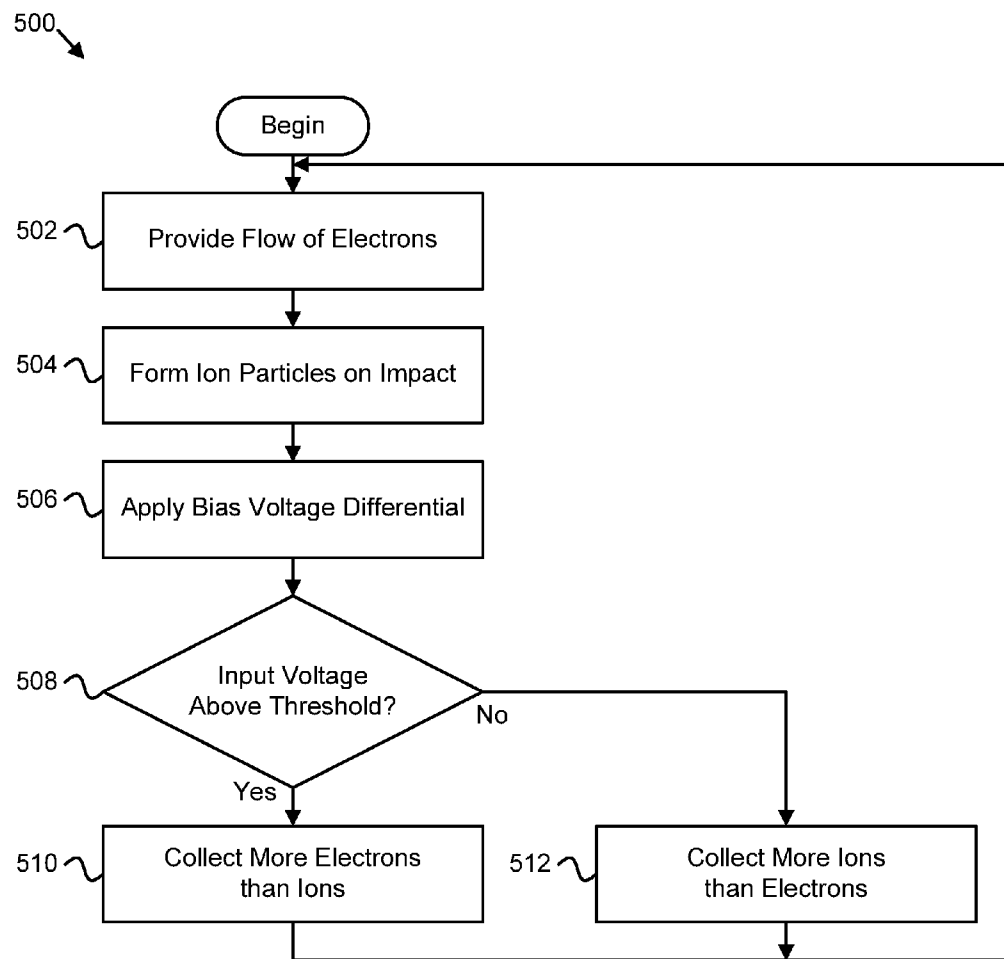 500
Begin
502
Provide Flow of Electrons
504
Form Ion Particles on Impact
506
Apply Bias Voltage Differential
508
Input Voltage
Above Threshold?
No
Yes
510
Collect More Electrons
than Ions
512
Collect More Ions
than Electrons